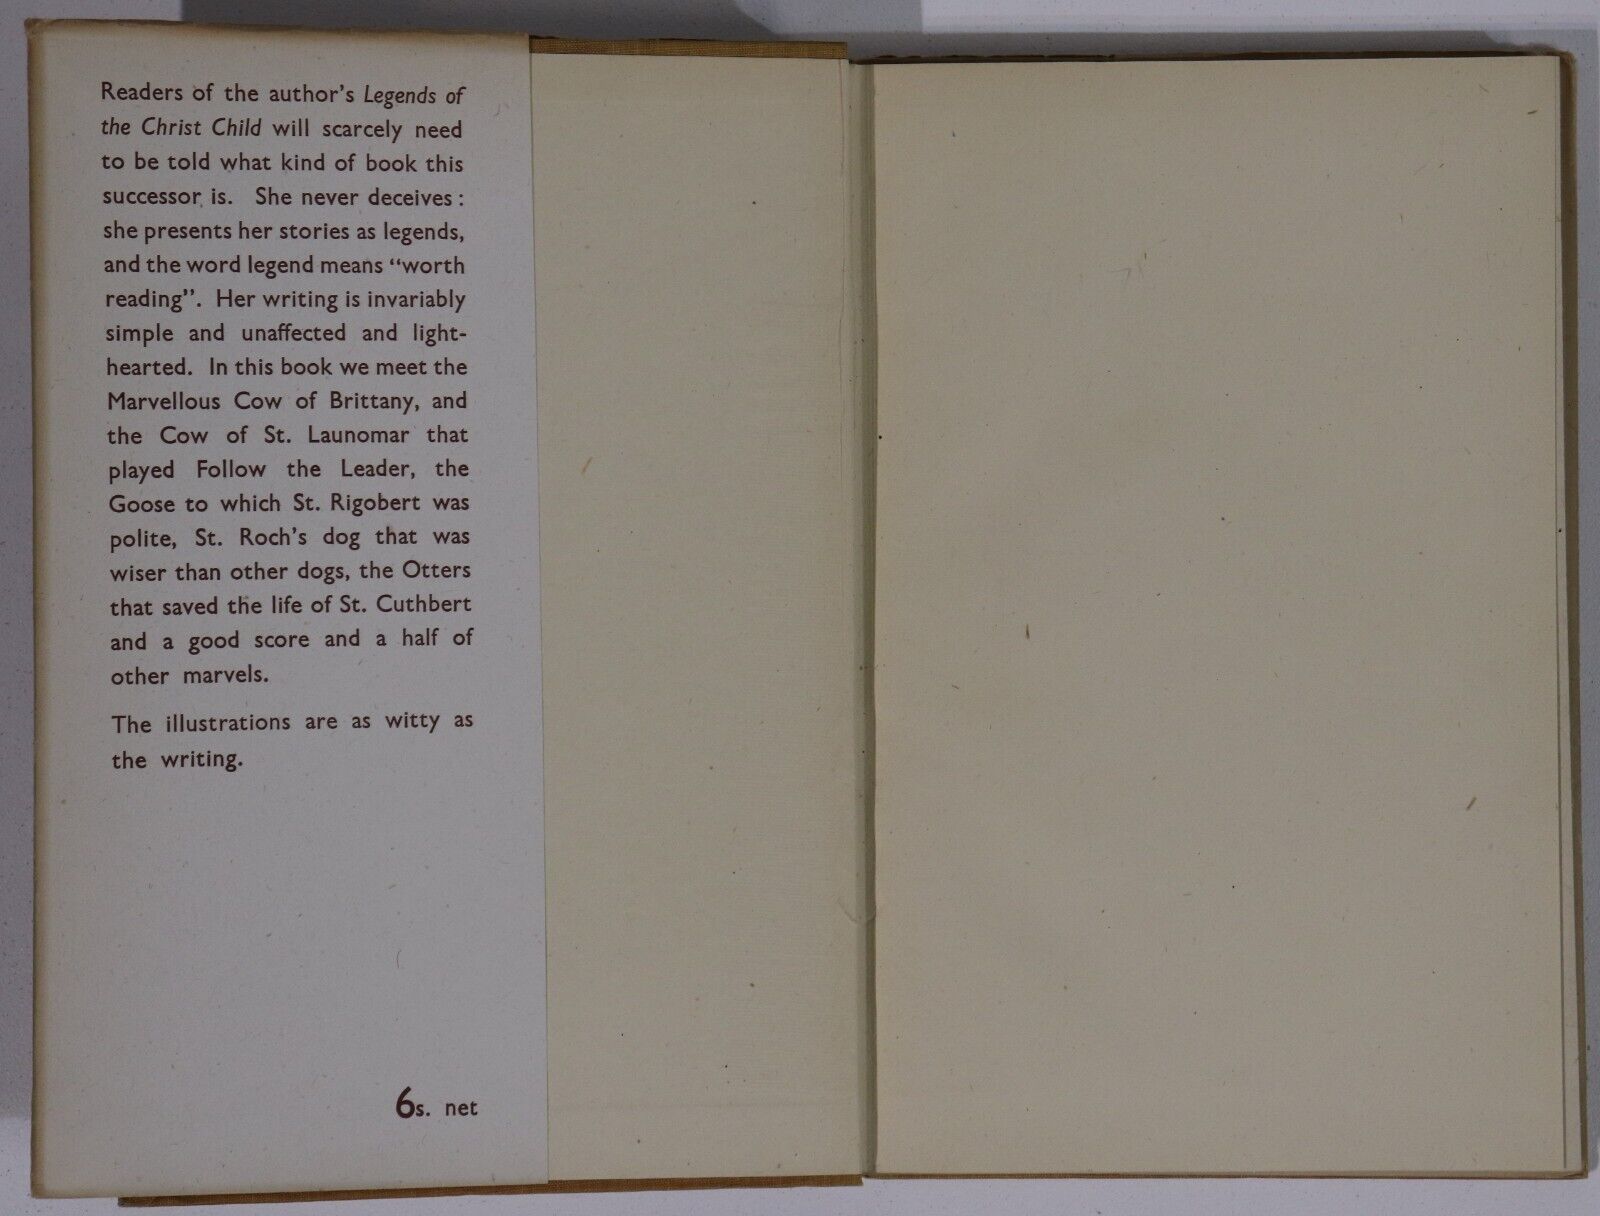 Readers of the author's Legends of
the Christ Child will scarcely need
to be told what kind of book this
successor is. She never deceives:
she presents her stories as legends,
and the word legend means "worth
reading". Her writing is invariably
simple and unaffected and light-
hearted. In this book we meet the
Marvellous Cow of Brittany, and
the Cow of St. Launomar that
played Follow the Leader, the
Goose to which St. Rigobert was
polite, St. Roch's dog that was
wiser than other dogs, the Otters
that saved the life of St. Cuthbert
and a good score and a half of
other marvels.
The illustrations are as witty as
the writing.
6s. net